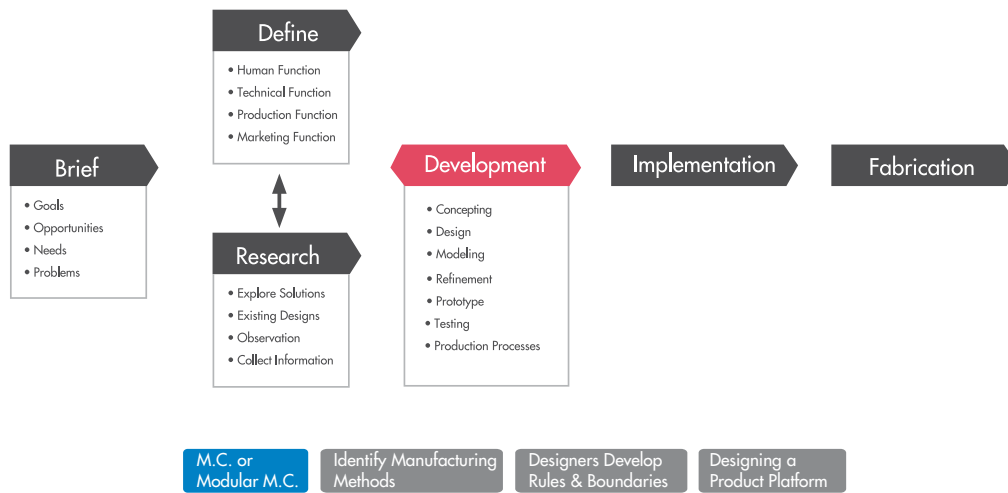 Brief
• Goals
• Opportunities
• Needs
• Problems
Define
• Human Function
• Technical Function
• Production Function
• Marketing Function
Research
• Explore Solutions
• Existing Designs
• Observation
• Collect Information
Development
• Concepting
• Design
• Modeling
• Refinement
• Prototype
• Testing
• Production Processes
Implementation
Fabrication
M.C. or
Modular M.C.
Identify Manufacturing
Methods
Designers Develop
Rules & Boundaries
Designing a
Product Platform